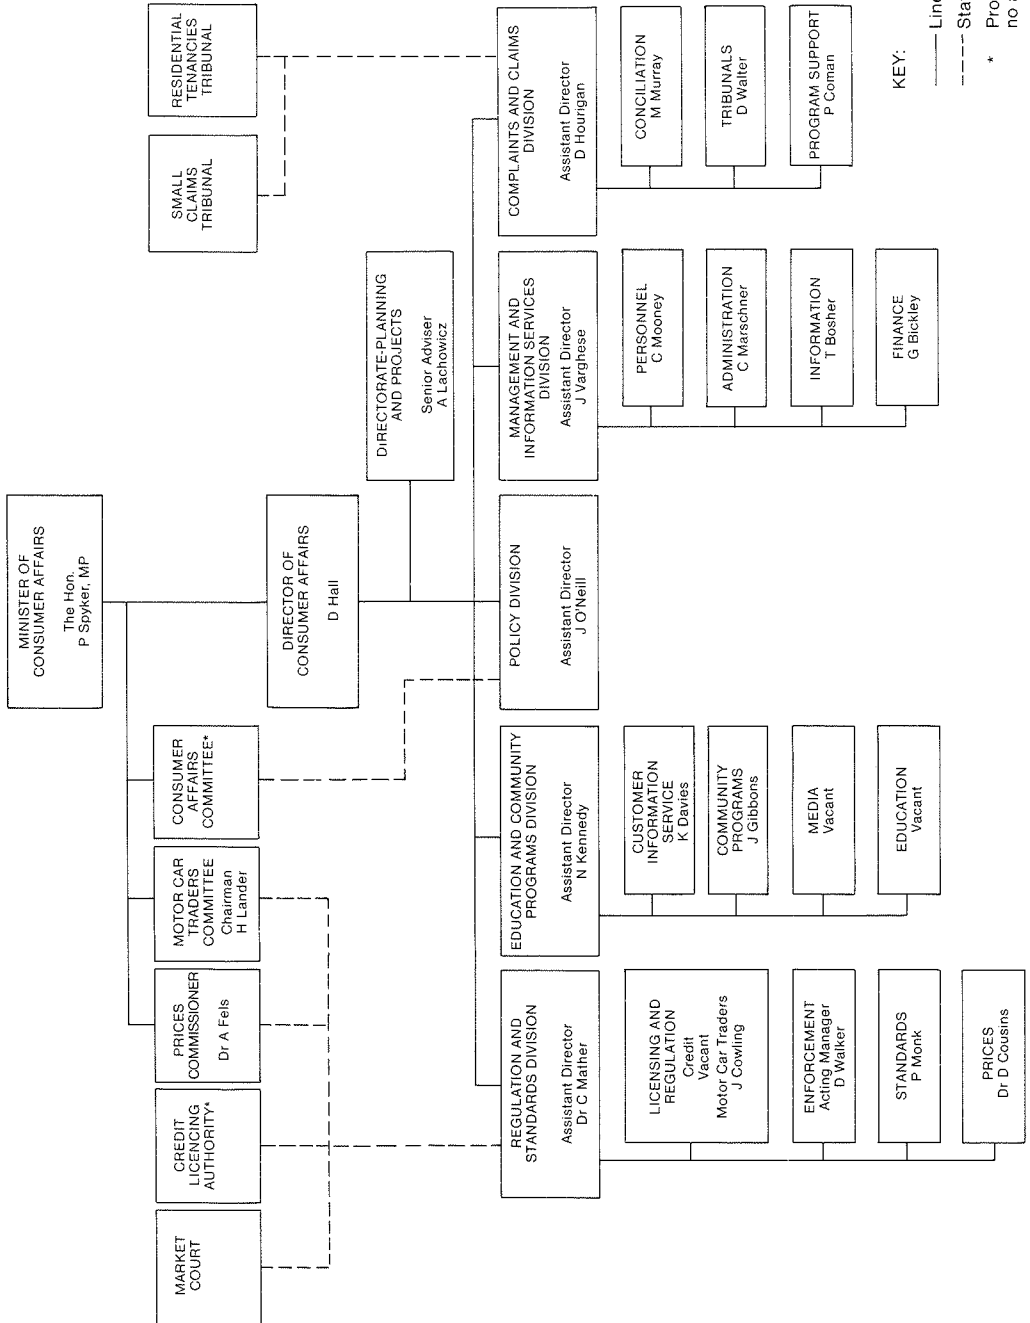 MINISTER OF
CONSUMER AFFAIRS
The Hon.
P Spyker, MP
MARKET
COURT
CREDIT
LICENCING
AUTHORITY*
PRICES
COMMISSIONER
Dr A Fels
MOTOR CAR
TRADERS
COMMITTEE
Chairman
H Lander
CONSUMER
AFFAIRS
COMMITTEE*
SMALL
CLAIMS
TRIBUNAL
RESIDENTIAL
TENANCIES
TRIBUNAL
DIRECTOR OF
CONSUMER AFFAIRS
D Hall
DIRECTORATE-PLANNING
AND PROJECTS
Senior Adviser
A Lachowicz
REGULATION AND
STANDARDS DIVISION
Assistant Director
Dr C Mather
LICENSING AND
REGULATION
Credit
Vacant
Motor Car Traders
J Cowling
ENFORCEMENT
Acting Manager
D Walker
STANDARDS
P Monk
PRICES
Dr D Cousins
EDUCATION AND COMMUNITY
PROGRAMS DIVISION
Assistant Director
N Kennedy
CUSTOMER
INFORMATION
SERVICE
K Davies
COMMUNITY
PROGRAMS
J Gibbons
MEDIA
Vacant
EDUCATION
Vacant
POLICY DIVISION
Assistant Director
J O'Neill
MANAGEMENT AND
INFORMATION SERVICES
DIVISION
Assistant Director
J Varghese
PERSONNEL
C Mooney
ADMINISTRATION
C Marschner
INFORMATION
T Bosher
FINANCE
G Bickley
COMPLAINTS AND CLAIMS
DIVISION
Assistant Director
D Hourigan
CONCILIATION
M Murray
TRIBUNALS
D Walter
PROGRAM SUPPORT
P Coman
KEY:
*
no